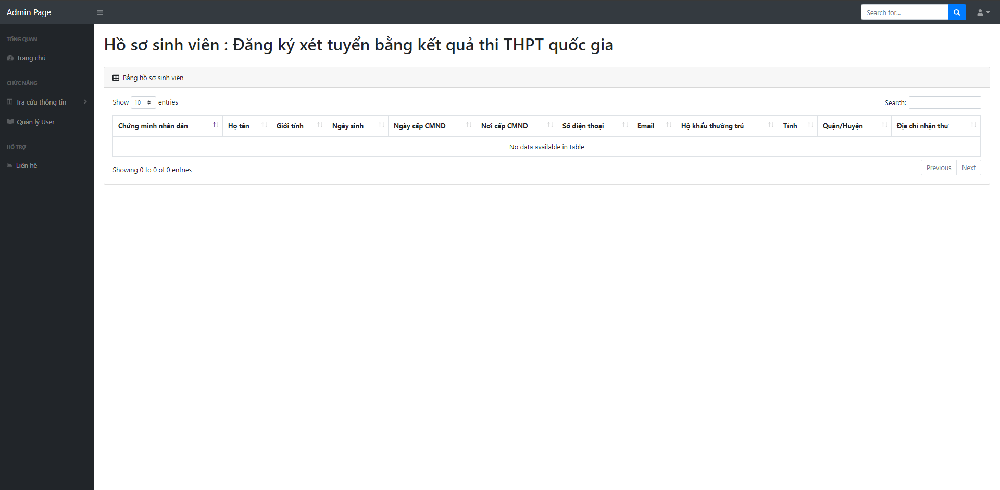 Admin Page
Search for...
TỔNG QUAN
Trang chủ
CHỨC NĂNG
Tra cứu thông tin
Quản lý User
HỖ TRỢ
Liên hệ
Hồ sơ sinh viên : Đăng ký xét tuyển bằng kết quả thi THPT quốc gia
Bảng hồ sơ sinh viên
Show 10 entries
Search:
Chứng minh nhân dân Họ tên Giới tính Ngày sinh Ngày cấp CMND Nơi cấp CMND Số điện thoại Email Hộ khẩu thường trú Tỉnh Quận/Huyện Địa chỉ nhận thư
No data available in table
Showing 0 to 0 of 0 entries
Previous Next